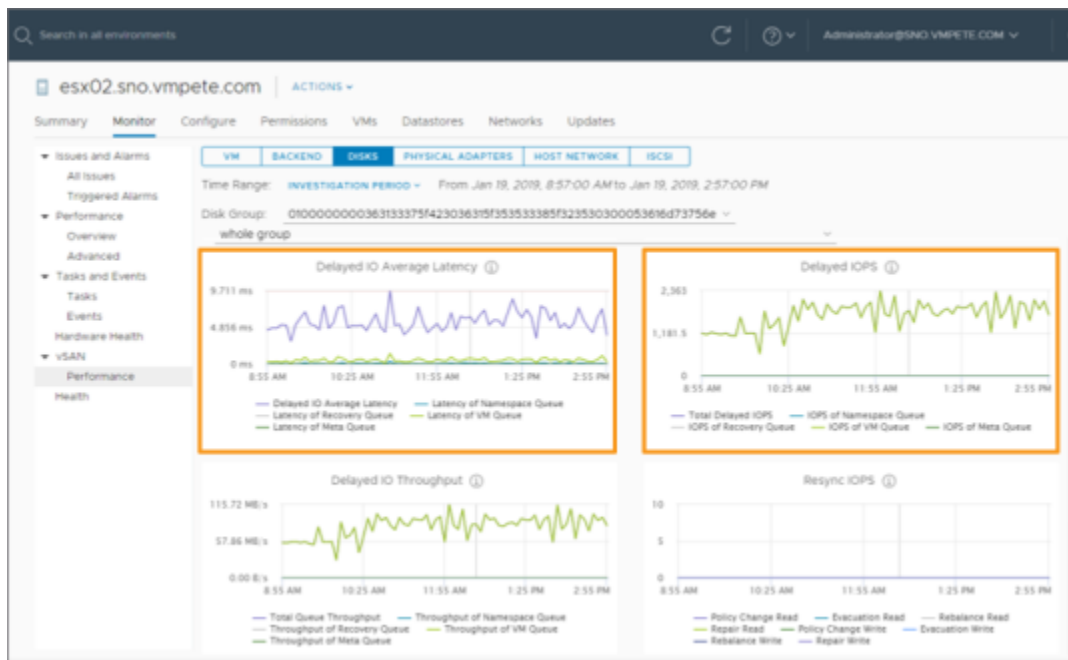 Search in all environments
Administrator@SNO.VMPETE.COM
esx02.sno.vmpete.com
ACTIONS
Summary Monitor Configure Permissions VMs Datastores Networks Updates
Issues and Alarms
All Issues
Triggered Alarms
Performance
Overview
Advanced
Tasks and Events
Tasks
Events
Hardware Health
vSAN
Performance
Health
VM BACKEND DISKS PHYSICAL ADAPTERS HOST NETWORK ISCSI
Time Range: INVESTIGATION PERIOD From Jan 19, 2019, 8:57:00 AM to Jan 19, 2019, 2:57:00 PM
Disk Group:
whole group
Delayed IO Average Latency
9.711 ms
4.856 ms
0 ms
8:55 AM 10:25 AM 11:55 AM 1:25 PM 2:55 PM
Delayed IO Average Latency Latency of Namespace Queue
Latency of Recovery Queue Latency of VM Queue
Latency of Meta Queue
Delayed IOPS
2,363
1,181.5
0
8:55 AM 10:25 AM 11:55 AM 1:25 PM 2:55 PM
Total Delayed IOPS IOPS of Namespace Queue
IOPS of Recovery Queue IOPS of VM Queue IOPS of Meta Queue
Delayed IO Throughput
115.72 MB/s
57.86 MB/s
0.00 B/s
8:55 AM 10:25 AM 11:55 AM 1:25 PM 2:55 PM
Total Queue Throughput Throughput of Namespace Queue
Throughput of Recovery Queue Throughput of VM Queue
Throughput of Meta Queue
Resync IOPS
10
5
0
8:55 AM 10:25 AM 11:55 AM 1:25 PM 2:55 PM
Policy Change Read Evacuation Read Rebalance Read
Repair Read Policy Change Write Evacuation Write
Rebalance Write Repair Write